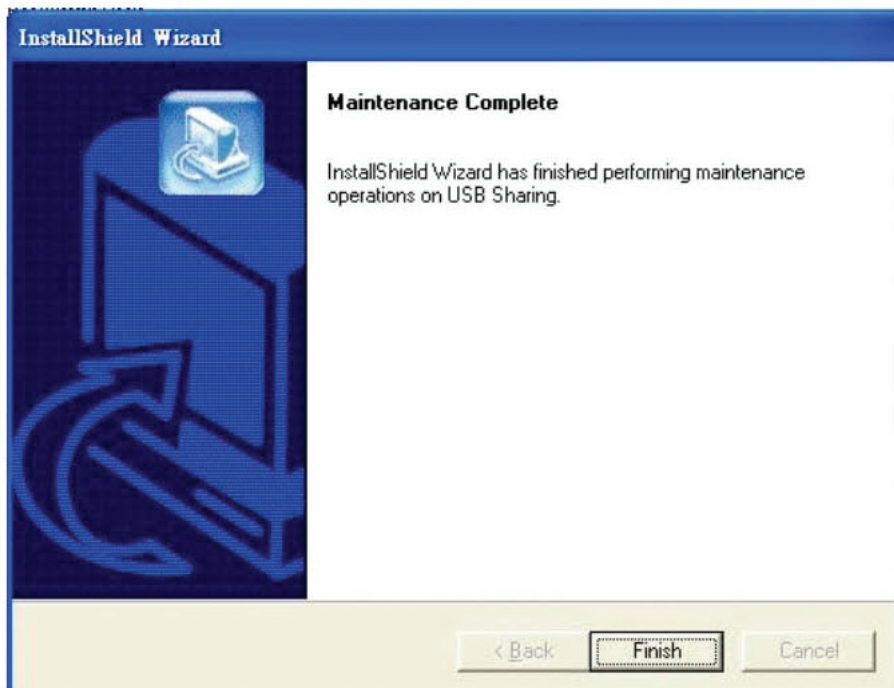 InstallShield Wizard
Maintenance Complete
InstallShield Wizard has finished performing maintenance
operations on USB Sharing.
< Back
Finish
Cancel